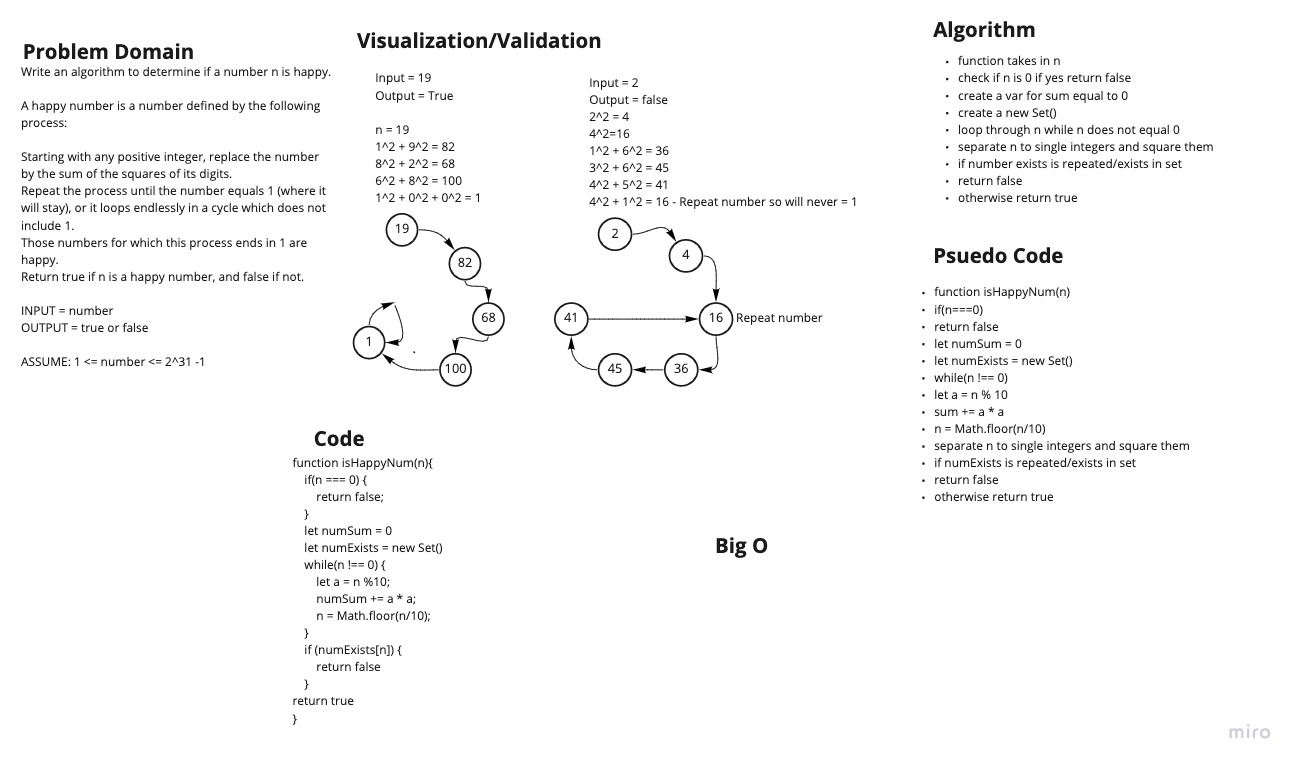 Problem Domain
Write an algorithm to determine if a number n is happy.
A happy number is a number defined by the following
process:
Starting with any positive integer, replace the number
by the sum of the squares of its digits.
Repeat the process until the number equals 1 (where it
will stay), or it loops endlessly in a cycle which does not
include 1.
Those numbers for which this process ends in 1 are
happy.
Return true if n is a happy number, and false if not.
INPUT = number
OUTPUT = true or false
ASSUME: 1 <= number <= 2^31 -1
Visualization/Validation
Input = 19
Output = True
n = 19
1^2 + 9^2 = 82
8^2 + 2^2 = 68
6^2 + 8^2 = 100
1^2 + 0^2 + 0^2 = 1
19
82
68
100
1
Input = 2
Output = false
2^2 = 4
4^2=16
1^2 + 6^2 = 36
3^2 + 6^2 = 45
4^2 + 5^2 = 41
4^2 + 1^2 = 16 - Repeat number so will never = 1
2
4
41
16 Repeat number
45
36
Code
function isHappyNum(n){
if(n === 0) {
return false;
}
let numSum = 0
let numExists = new Set()
while(n !== 0) {
let a = n %10;
numSum += a * a;
n = Math.floor(n/10);
}
if (numExists[n]) {
return false
}
return true
}
Big O
Algorithm
• function takes in n
• check if n is 0 if yes return false
• create a var for sum equal to 0
• create a new Set()
• loop through n while n does not equal 0
• separate n to single integers and square them
• if number exists is repeated/exists in set
• return false
• otherwise return true
Psuedo Code
• function isHappyNum(n)
• if(n===0)
• return false
• let numSum = 0
• let numExists = new Set()
• while(n !== 0)
• let a = n % 10
• sum += a * a
• n = Math.floor(n/10)
• separate n to single integers and square them
• if numExists is repeated/exists in set
• return false
• otherwise return true
miro